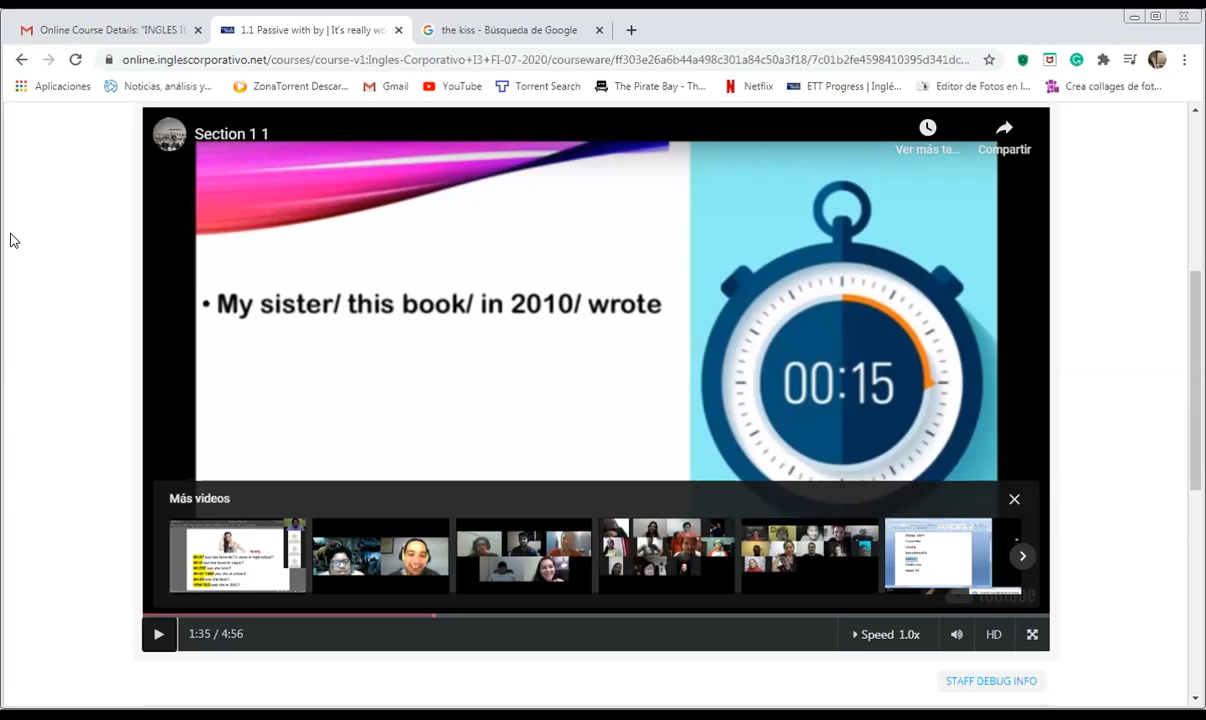 Online Course Details: "INGLES I
1.1 Passive with by | It's really wo
the kiss - Búsqueda de Google
online.inglescorporativo.net/courses/course-v1:Ingles-Corporativo+I3+FI-07-2020/courseware/ff303e26a6b44a498c301a84c50a3f18/7c01b2fe4598410395d341dc...
Aplicaciones
Noticias, análisis y...
ZonaTorrent Descar...
Gmail
YouTube
Torrent Search
The Pirate Bay - Th...
Netflix
ETT Progress | Inglé...
Editor de Fotos en l...
Crea collages de fot...
Section 1 1
Ver más ta...
Compartir
• My sister/ this book/ in 2010/ wrote
00:15
Más videos
1:35 / 4:56
Speed 1.0x
HD
STAFF DEBUG INFO